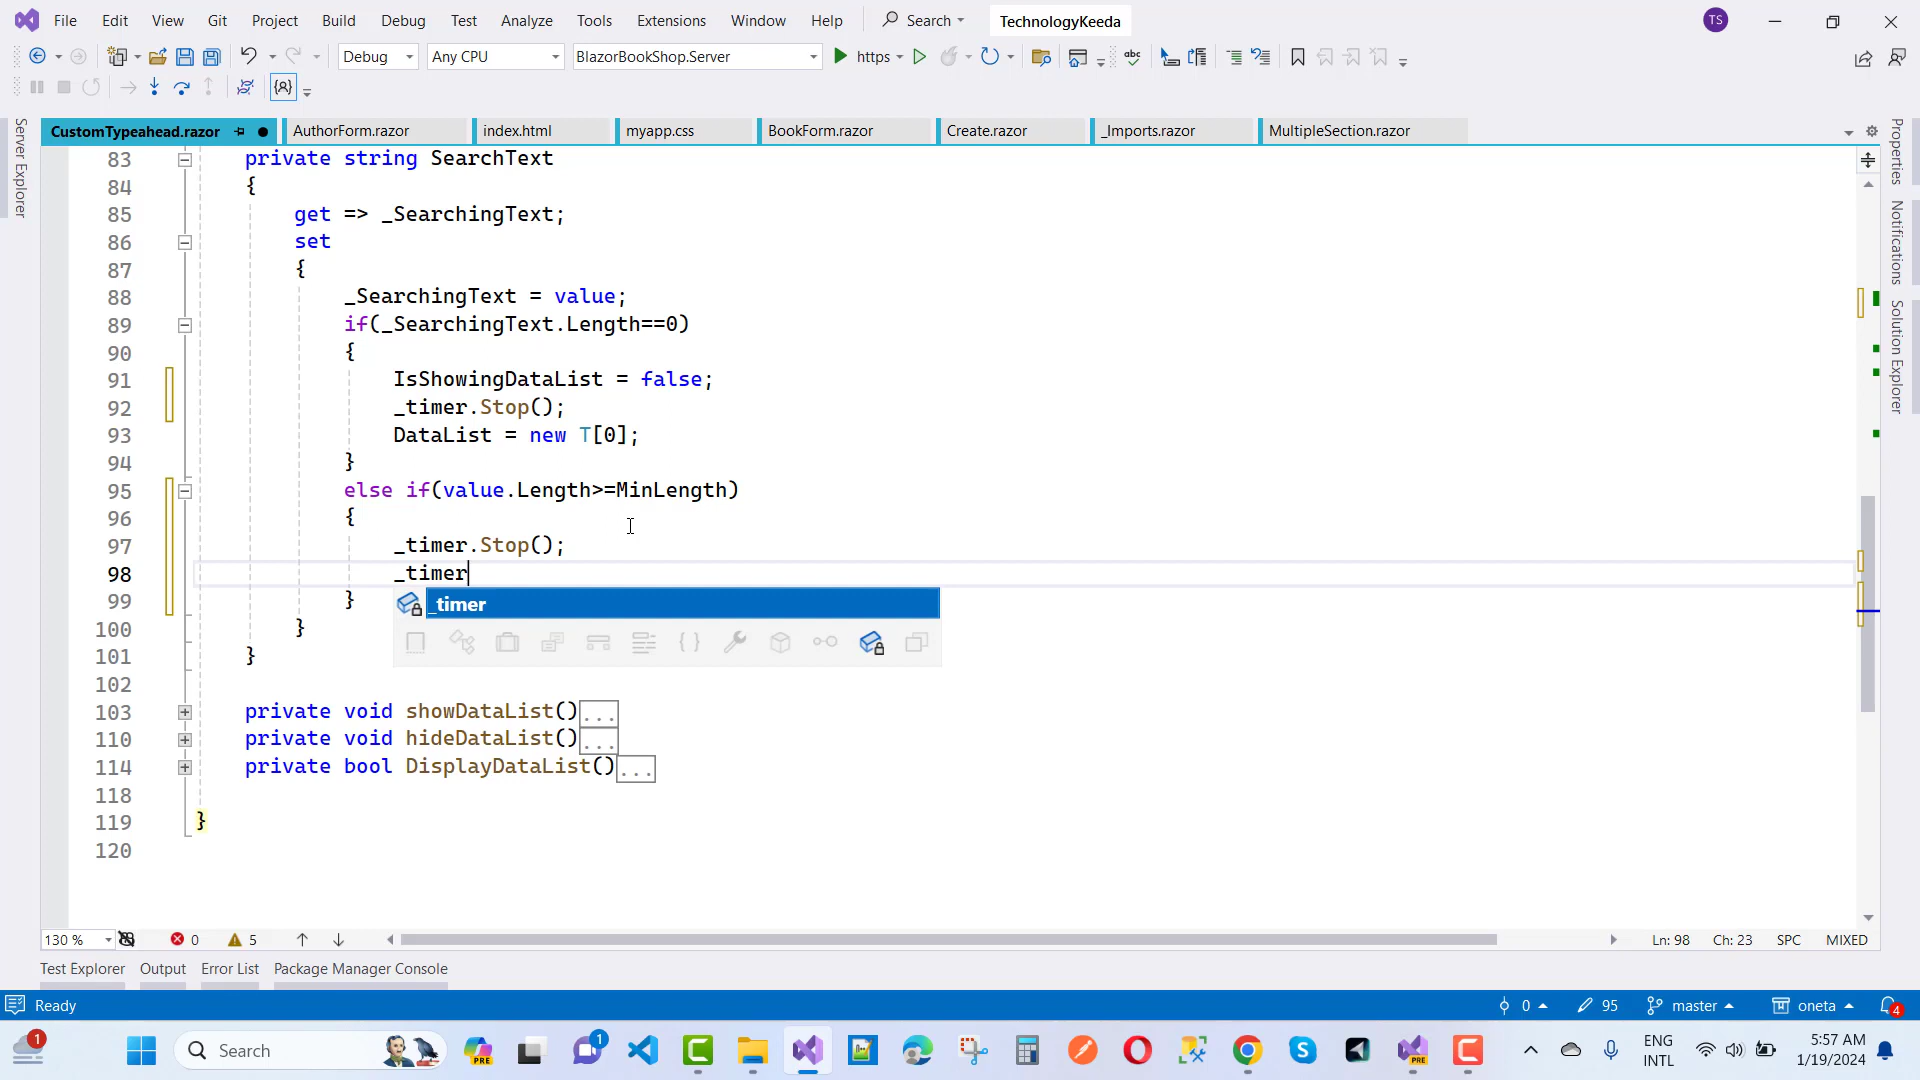 File Edit View Git Project Build Debug Test Analyze Tools Extensions Window Help Search TechnologyKeeda TS
Debug Any CPU BlazorBookShop.Server https abc
Server Explorer
CustomTypeahead.razor AuthorForm.razor index.html myapp.css BookForm.razor Create.razor _Imports.razor MultipleSection.razor
Properties
Notifications
Solution Explorer
83 private string SearchText
84 {
85 get => _SearchingText;
86 set
87 {
88 _SearchingText = value;
89 if(_SearchingText.Length==0)
90 {
91 IsShowingDataList = false;
92 _timer.Stop();
93 DataList = new T[0];
94 }
95 else if(value.Length>=MinLength)
96 {
97 _timer.Stop();
98 _timer
99 }
_timer
100 }
101 }
102
103 private void showDataList()...
110 private void hideDataList()...
114 private bool DisplayDataList()...
118
119 }
120
130 % 0 5 Ln: 98 Ch: 23 SPC MIXED
Test Explorer Output Error List Package Manager Console
Ready 0 95 master oneta 4
1 Search PRE 1 PRE ENG INTL 5:57 AM 1/19/2024